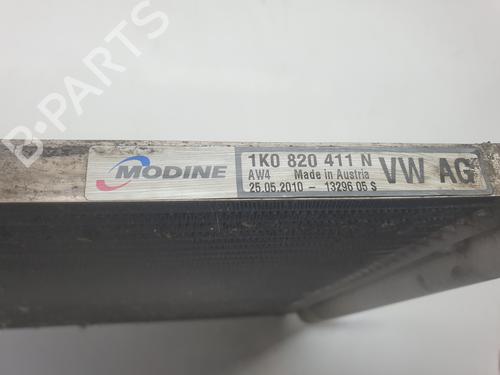 B-PARTS
MODINE
1K0 820 411 N
AW4 Made in Austria
25.05.2010 - 13296 05 S
VW AG